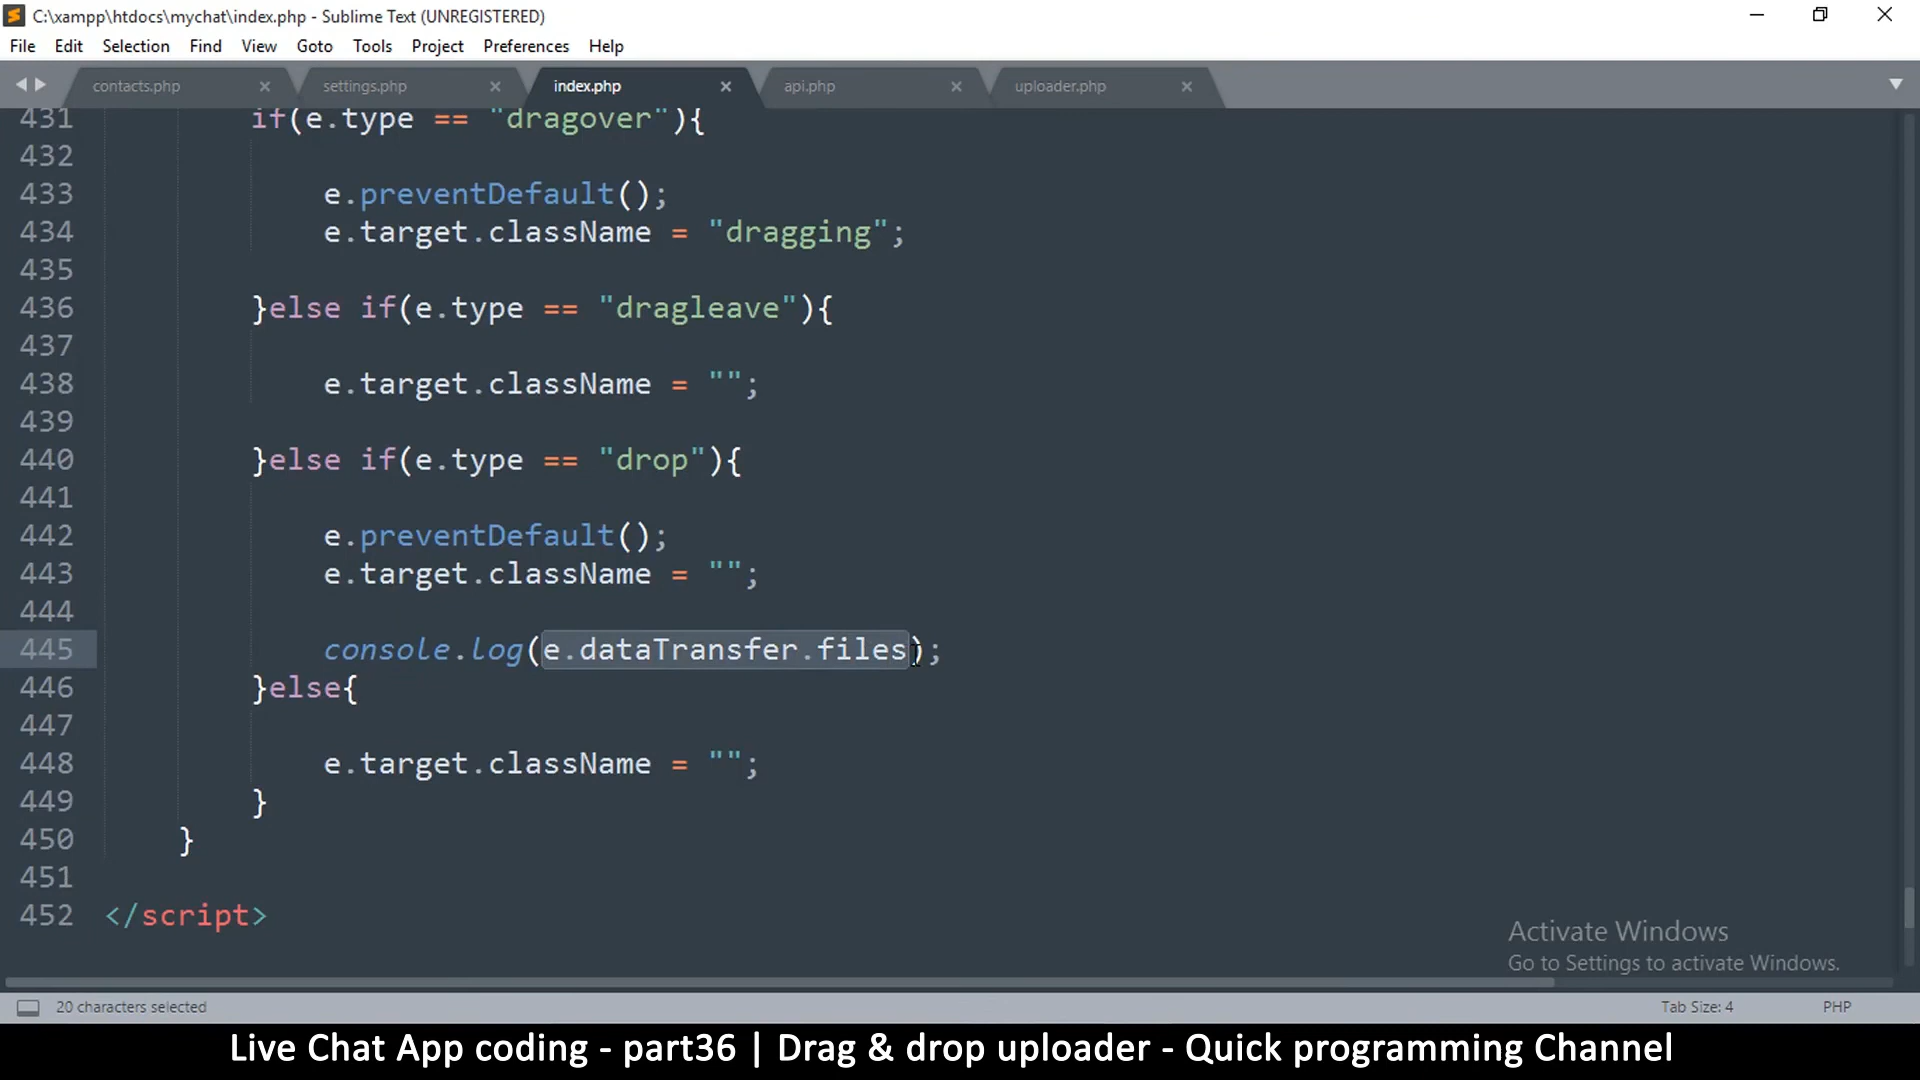 C:\xampp\htdocs\mychat\index.php - Sublime Text (UNREGISTERED)
File Edit Selection Find View Goto Tools Project Preferences Help
contacts.php settings.php index.php api.php uploader.php
431 if(e.type == "dragover"){
432
433 e.preventDefault();
434 e.target.className = "dragging";
435
436 }else if(e.type == "dragleave"){
437
438 e.target.className = "";
439
440 }else if(e.type == "drop"){
441
442 e.preventDefault();
443 e.target.className = "";
444
445 console.log(e.dataTransfer.files);
446 }else{
447
448 e.target.className = "";
449 }
450 }
451
452 </script>
Activate Windows
Go to Settings to activate Windows.
20 characters selected Tab Size: 4 PHP
Live Chat App coding - part36 | Drag & drop uploader - Quick programming Channel